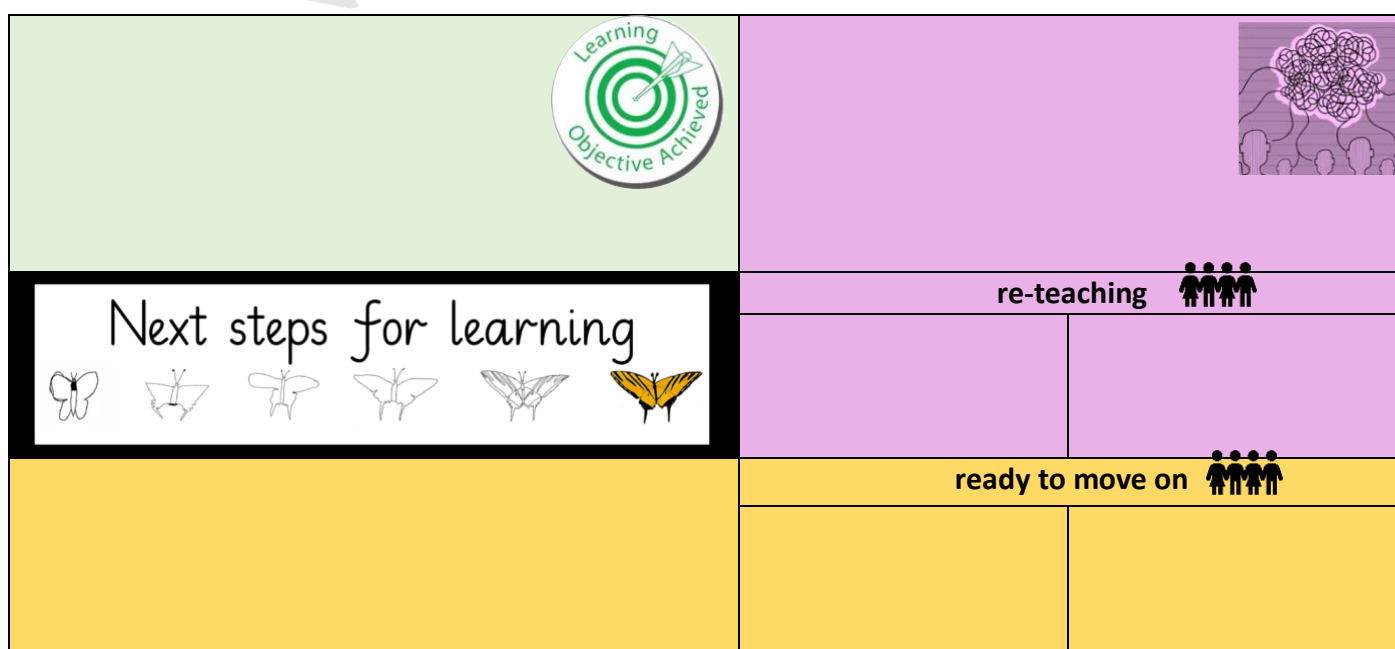 Learning
Objective Achieved
re-teaching
Next steps for learning
ready to move on